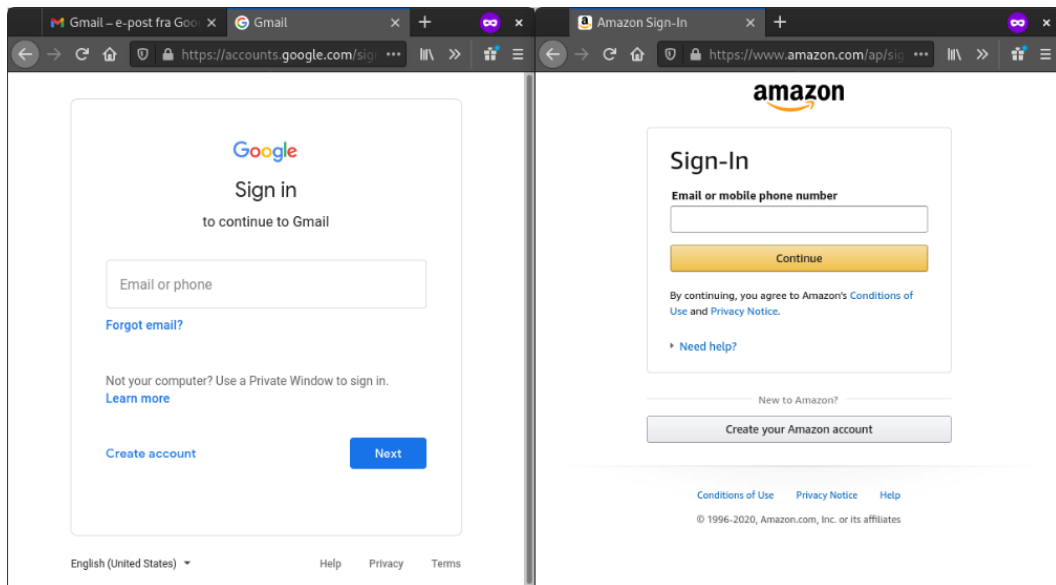 Gmail – e-post fra Goo
Gmail
https://accounts.google.com/sig
Google
Sign in
to continue to Gmail
Email or phone
Forgot email?
Not your computer? Use a Private Window to sign in.
Learn more
Create account
Next
English (United States)
Help
Privacy
Terms
Amazon Sign-In
https://www.amazon.com/ap/sig
amazon
Sign-In
Email or mobile phone number
Continue
By continuing, you agree to Amazon's Conditions of
Use and Privacy Notice.
Need help?
New to Amazon?
Create your Amazon account
Conditions of Use
Privacy Notice
Help
© 1996-2020, Amazon.com, Inc. or its affiliates